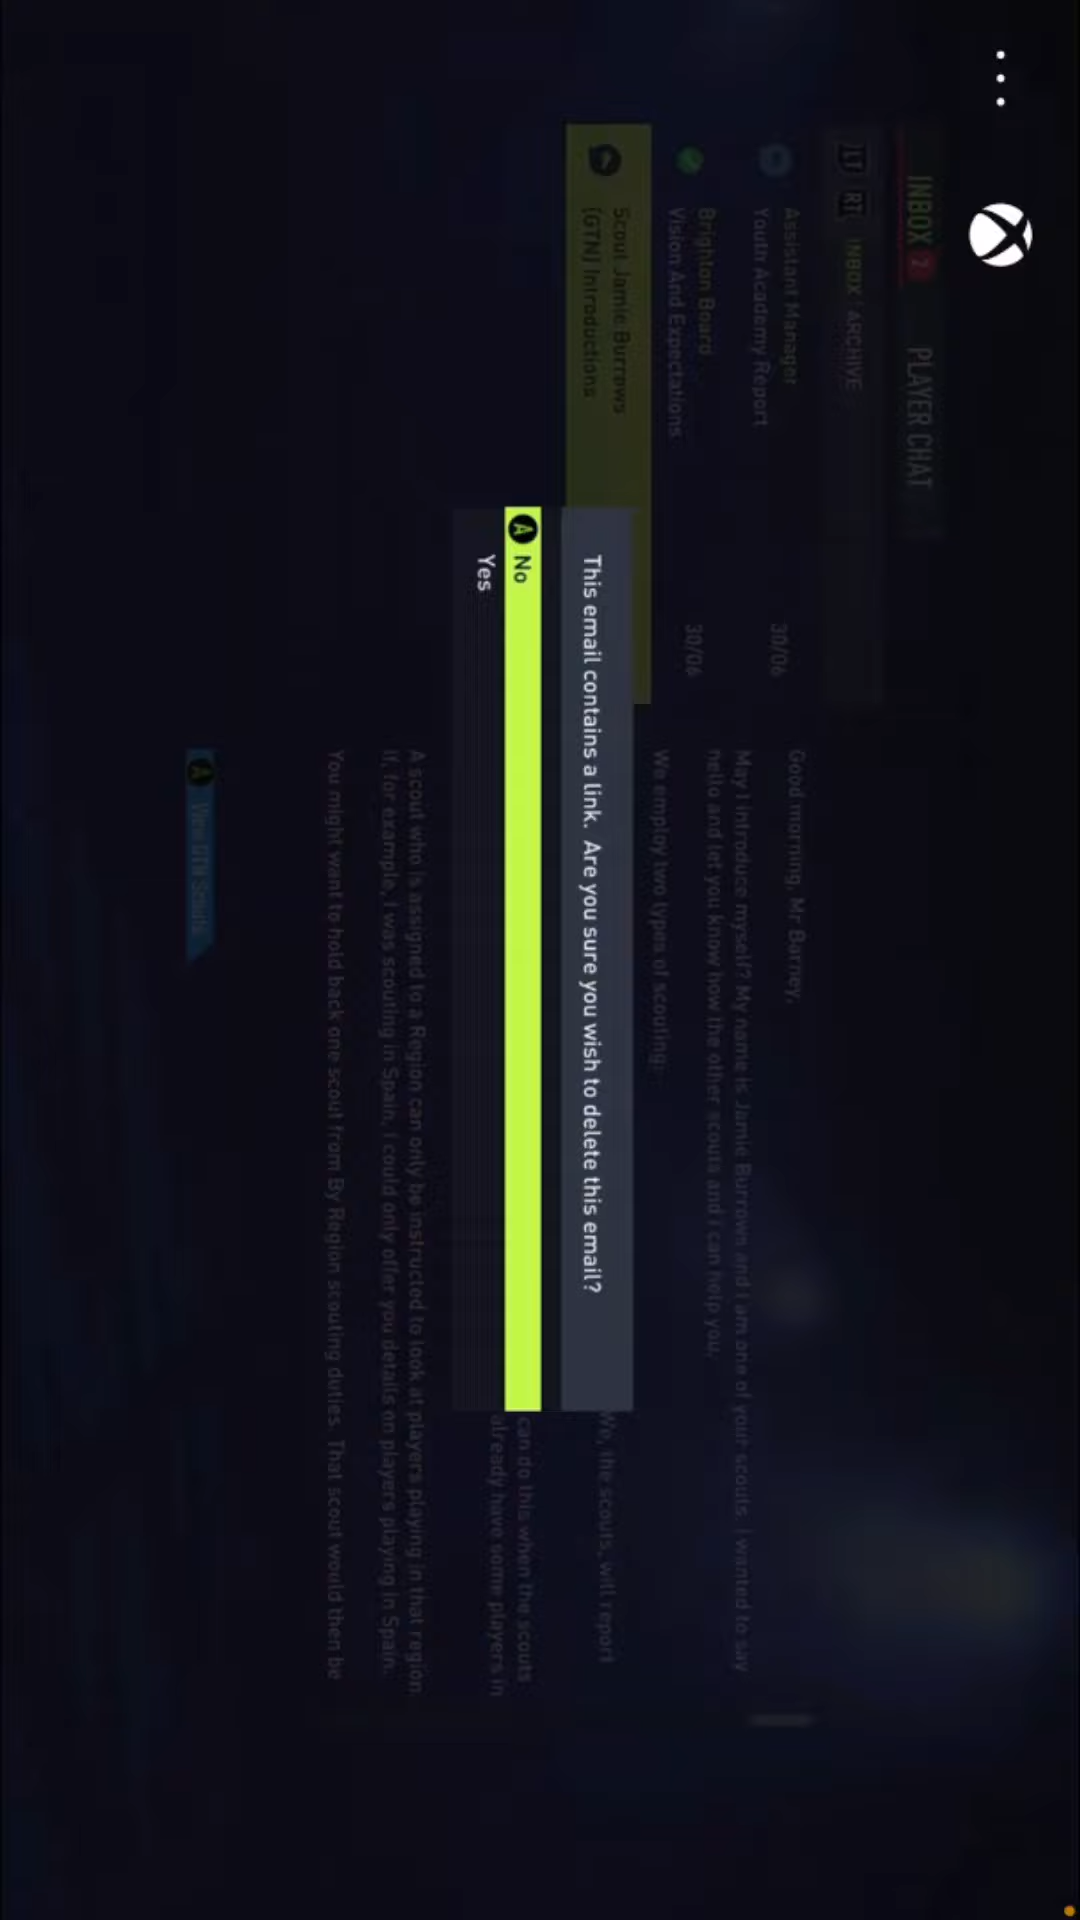 INBOX 2 PLAYER CHAT
LT RT INBOX ARCHIVE
Assistant Manager
Youth Academy Report
30/06
Brighton Board
Vision And Expectations
30/06
Scout Jamie Burrows
(GTN) Introductions
Good morning, Mr Barney,
May I introduce myself? My name is Jamie Burrows and I am one of your scouts. I wanted to say
hello and let you know how the other scouts and I can help you.
We employ two types of scouting:
We, the scouts, will report
can do this when the scouts
already have some players in
A scout who is assigned to a Region can only be instructed to look at players playing in that region.
If, for example, I was scouting in Spain, I could only offer you details on players playing in Spain.
You might want to hold back one scout from By Region scouting duties. That scout would then be
A View GTN Scouts
This email contains a link. Are you sure you wish to delete this email?
A No
Yes